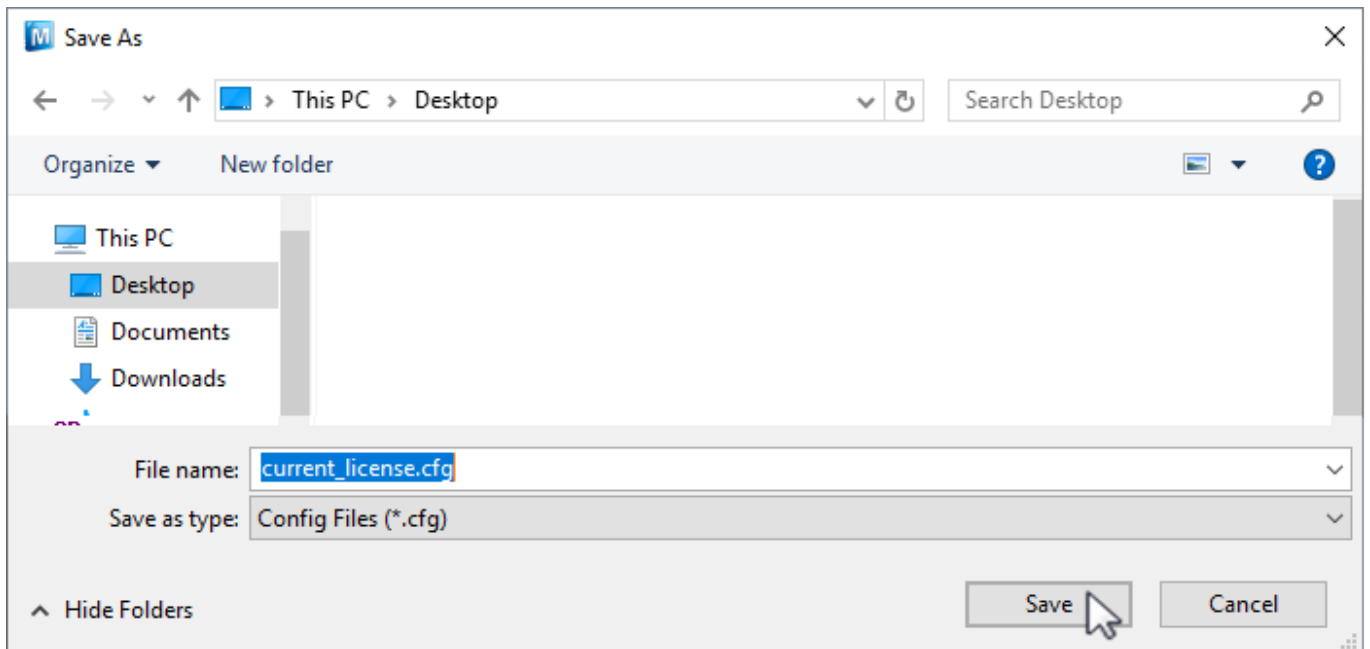 M Save As
This PC > Desktop
Search Desktop
Organize New folder
?
This PC
Desktop
Documents
Downloads
File name: current_license.cfg
Save as type: Config Files (*.cfg)
Hide Folders Save Cancel